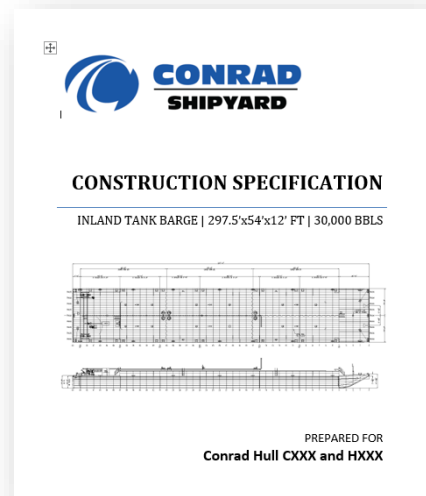 CONRAD
SHIPYARD
CONSTRUCTION SPECIFICATION
INLAND TANK BARGE | 297.5'x54'x12' FT | 30,000 BBLS
PREPARED FOR
Conrad Hull CXXX and HXXX